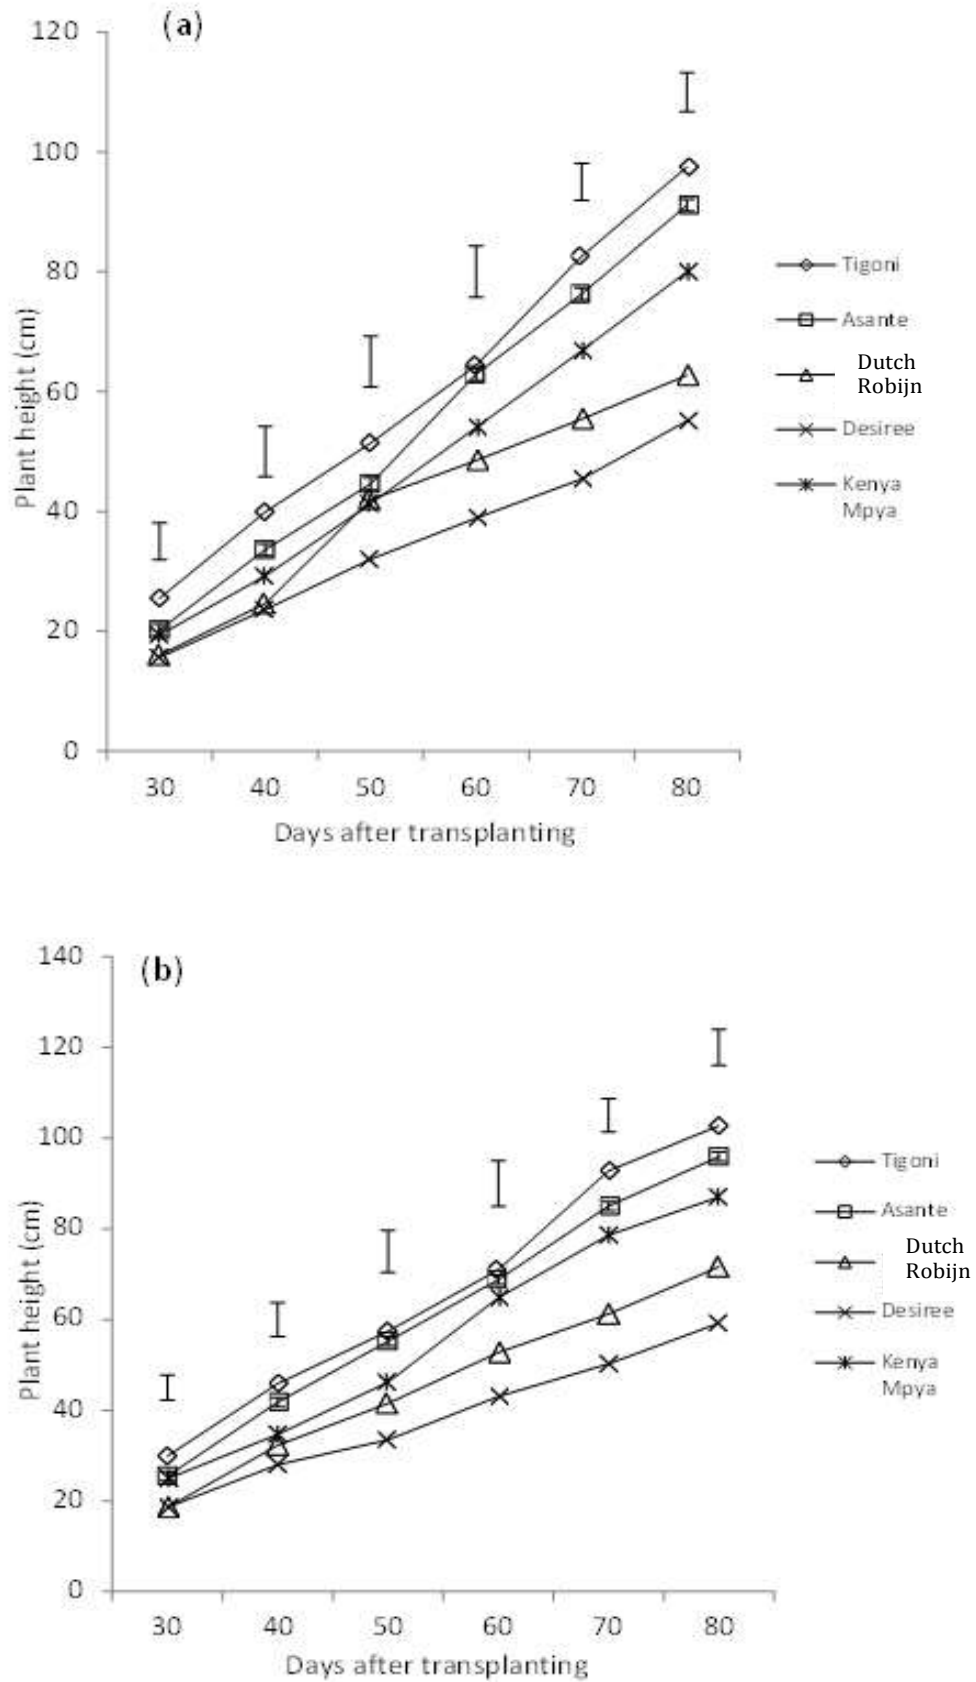 (a)
120
100
80
60
40
20
0
Plant height (cm)
30 40 50 60 70 80
Days after transplanting
Tigoni
Asante
Dutch
Robijn
Desiree
Kenya
Mpya
(b)
140
120
100
80
60
40
20
0
Plant height (cm)
30 40 50 60 70 80
Days after transplanting
Tigoni
Asante
Dutch
Robijn
Desiree
Kenya
Mpya